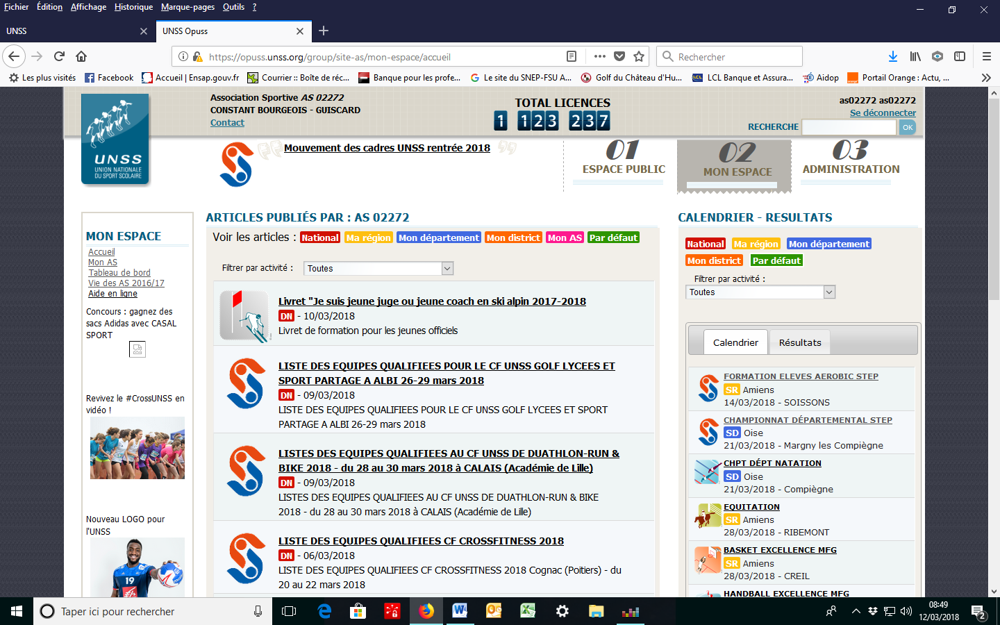 Fichier Édition Affichage Historique Marque-pages Outils ?
UNSS
UNSS Opuss
https://opuss.unss.org/group/site-as/mon-espace/accueil
Rechercher
Les plus visités Facebook Accueil | Ensap.gouv.fr Courrier :: Boîte de réc... Banque pour les profe... Le site du SNEP-FSU A... Golf du Château d'Hu... LCL Banque et Assura... Aidop Portail Orange : Actu, ...
UNSS
UNION NATIONALE
DU SPORT SCOLAIRE
Association Sportive AS 02272
CONSTANT BOURGEOIS - GUISCARD
Contact
TOTAL LICENCES
1 123 237
as02272 as02272
Se déconnecter
RECHERCHE OK
Mouvement des cadres UNSS rentrée 2018
01
ESPACE PUBLIC
02
MON ESPACE
03
ADMINISTRATION
MON ESPACE
Accueil
Mon AS
Tableau de bord
Vie des AS 2016/17
Aide en ligne
Concours : gagnez des
sacs Adidas avec CASAL
SPORT
Revivez le #CrossUNSS en
vidéo !
Nouveau LOGO pour
l'UNSS
19
ARTICLES PUBLIÉS PAR : AS 02272
Voir les articles : National Ma région Mon département Mon district Mon AS Par défaut
Filtrer par activité : Toutes
Livret "Je suis jeune juge ou jeune coach en ski alpin 2017-2018
DN - 10/03/2018
Livret de formation pour les jeunes officiels
LISTE DES EQUIPES QUALIFIEES POUR LE CF UNSS GOLF LYCEES ET
SPORT PARTAGE A ALBI 26-29 mars 2018
DN - 09/03/2018
LISTE DES EQUIPES QUALIFIEES POUR LE CF UNSS GOLF LYCEES ET SPORT
PARTAGE A ALBI 26-29 mars 2018
LISTES DES EQUIPES QUALIFIEES AU CF UNSS DE DUATHLON-RUN &
BIKE 2018 - du 28 au 30 mars 2018 à CALAIS (Académie de Lille)
DN - 09/03/2018
LISTES DES EQUIPES QUALIFIEES AU CF UNSS DE DUATHLON-RUN & BIKE
2018 - du 28 au 30 mars 2018 à CALAIS (Académie de Lille)
LISTE DES EQUIPES QUALIFIEES CF CROSSFITNESS 2018
DN - 06/03/2018
LISTE DES EQUIPES QUALIFIEES CF CROSSFITNESS 2018 Cognac (Poitiers) - du
20 au 22 mars 2018
CALENDRIER - RESULTATS
National Ma région Mon département
Mon district Par défaut
Filtrer par activité :
Toutes
Calendrier Résultats
FORMATION ELEVES AEROBIC STEP
SR Amiens
14/03/2018 - SOISSONS
CHAMPIONNAT DÉPARTEMENTAL STEP
SD Oise
21/03/2018 - Margny les Compiègne
CHPT DÉPT NATATION
SD Oise
21/03/2018 - Compiègne
EQUITATION
SR Amiens
28/03/2018 - RIBEMONT
BASKET EXCELLENCE MFG
SR Amiens
28/03/2018 - CREIL
HANDBALL EXCELLENCE MFG
Taper ici pour rechercher
08:49
12/03/2018
2